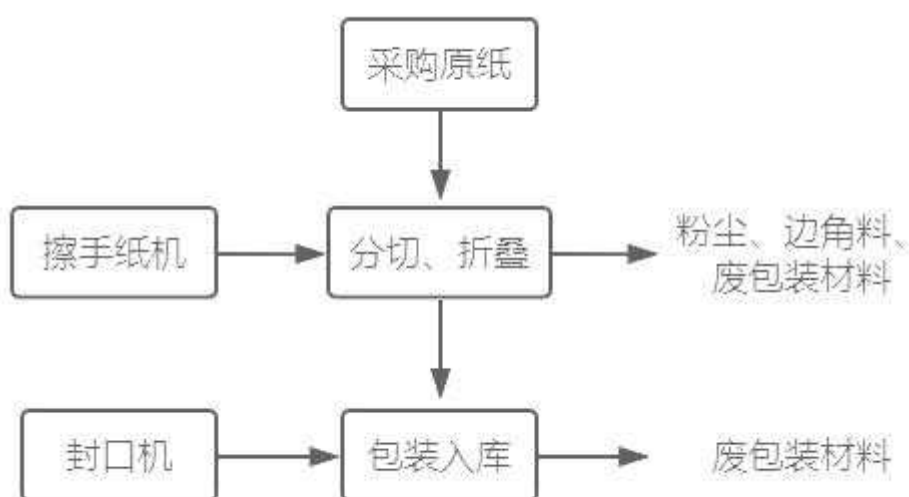 采购原纸
擦手纸机
分切、折叠
粉尘、边角料、
废包装材料
封口机
包装入库
废包装材料